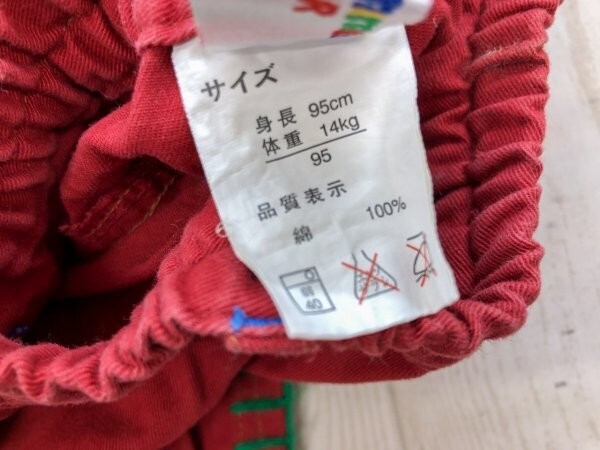 サイズ
身長 95cm
体重 14kg
95
品質表示
綿 100%
40